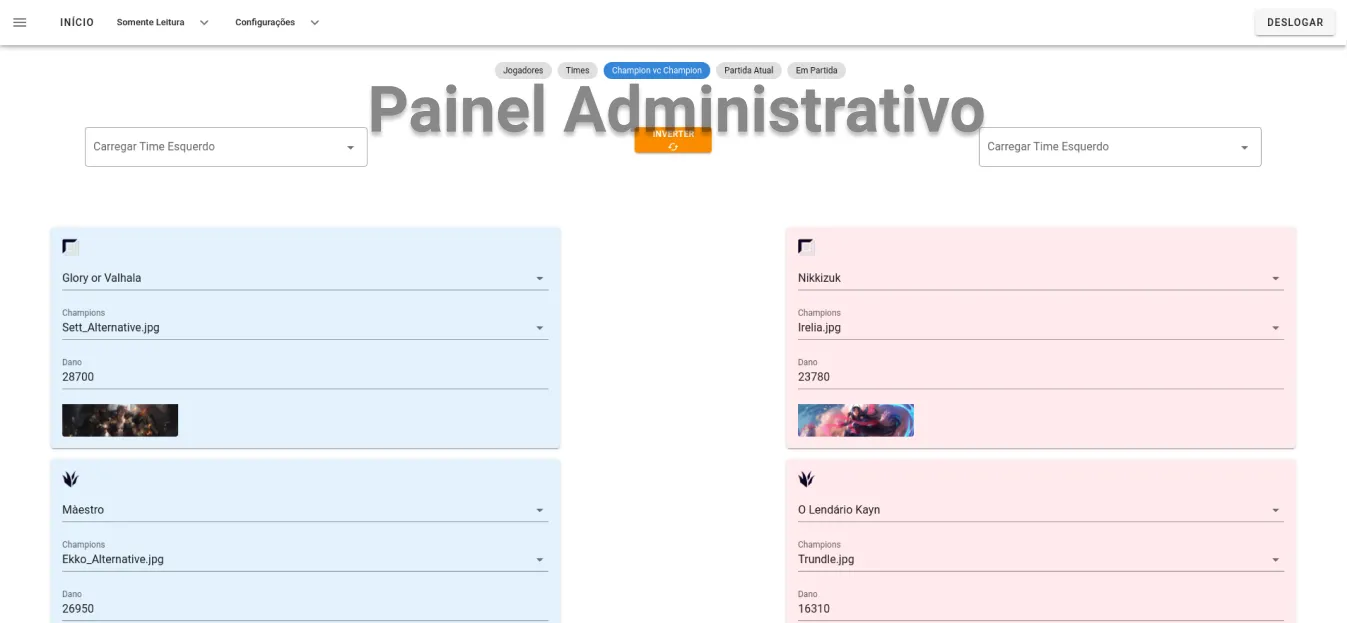 INÍCIO Somente Leitura Configurações DESLOGAR
Jogadores Times Champion vc Champion Partida Atual Em Partida
Painel Administrativo
Carregar Time Esquerdo INVERTER Carregar Time Esquerdo
Glory or Valhala
Champions
Sett_Alternative.jpg
Dano
28700
Nikkizuk
Champions
Irelia.jpg
Dano
23780
Màestro
Champions
Ekko_Alternative.jpg
Dano
26950
O Lendário Kayn
Champions
Trundle.jpg
Dano
16310